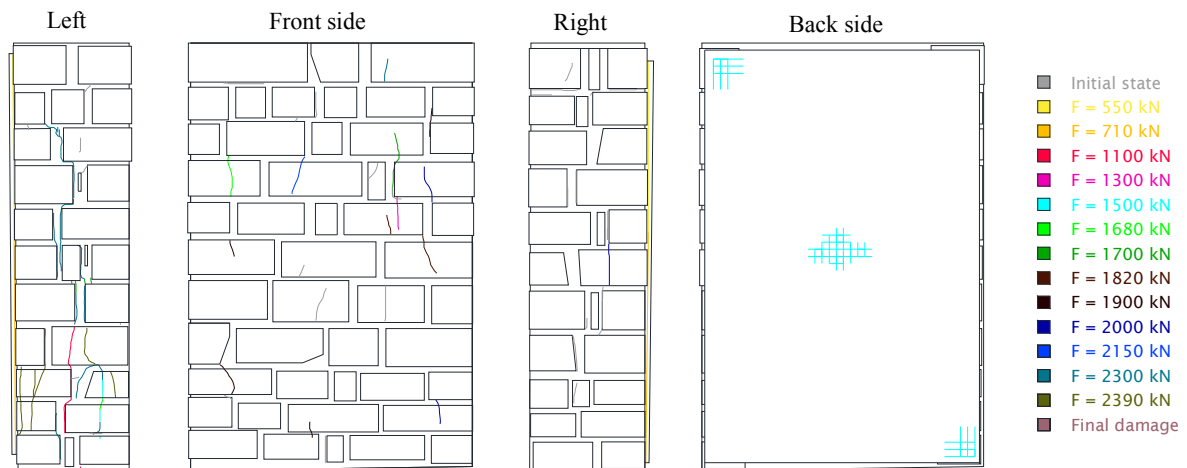 Left
Front side
Right
Back side
Initial state
F = 550 kN
F = 710 kN
F = 1100 kN
F = 1300 kN
F = 1500 kN
F = 1680 kN
F = 1700 kN
F = 1820 kN
F = 1900 kN
F = 2000 kN
F = 2150 kN
F = 2300 kN
F = 2390 kN
Final damage